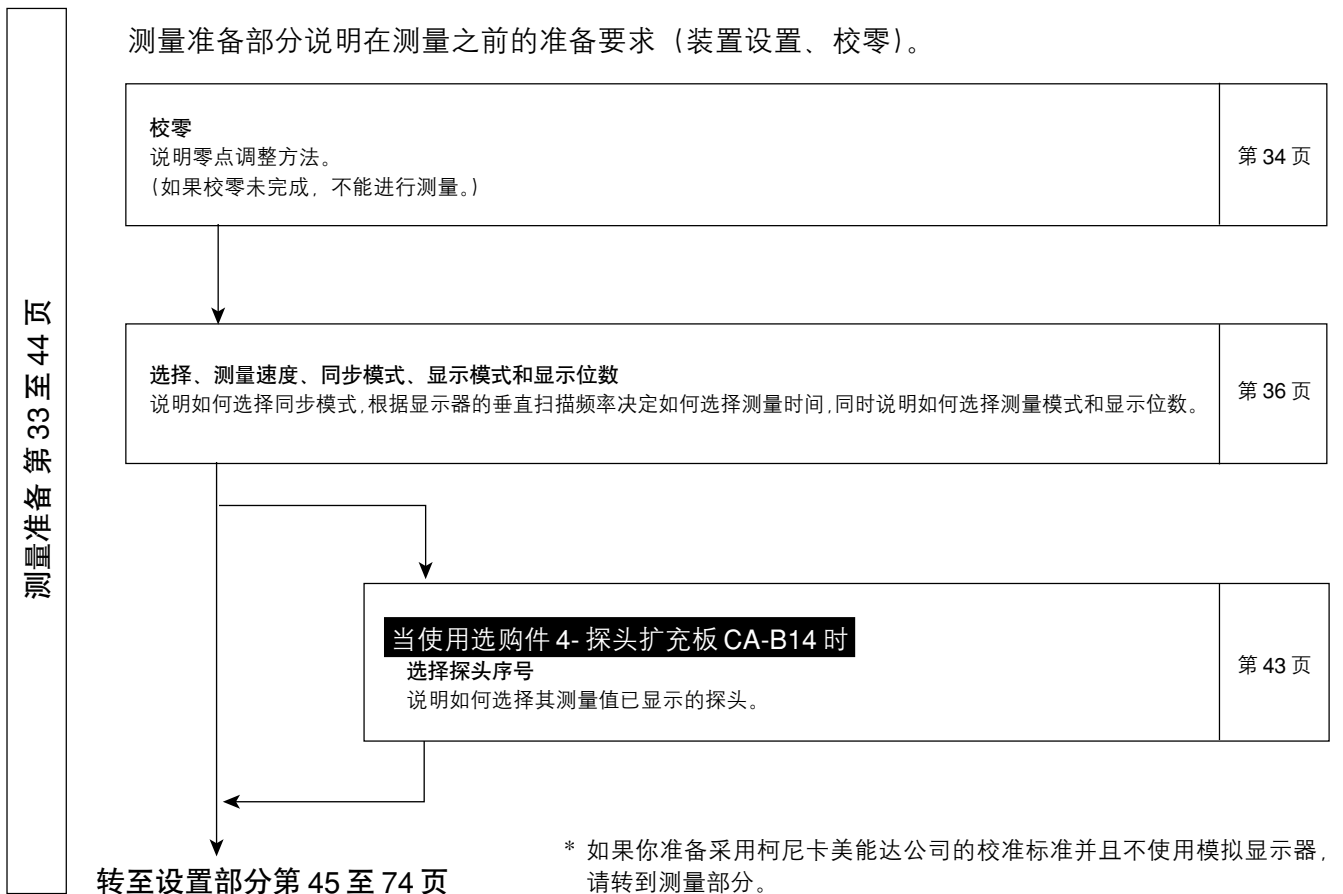 测量准备部分说明在测量之前的准备要求（装置设置、校零）。
校零
说明零点调整方法。
（如果校零未完成，不能进行测量。）
第 34 页
选择、测量速度、同步模式、显示模式和显示位数
说明如何选择同步模式，根据显示器的垂直扫描频率决定如何选择测量时间，同时说明如何选择测量模式和显示位数。
第 36 页
测量准备 第 33 至 44 页
当使用选购件 4- 探头扩充板 CA-B14 时
选择探头序号
说明如何选择其测量值已显示的探头。
第 43 页
转至设置部分第 45 至 74 页
* 如果你准备采用柯尼卡美能达公司的校准标准并且不使用模拟显示器，
请转到测量部分。